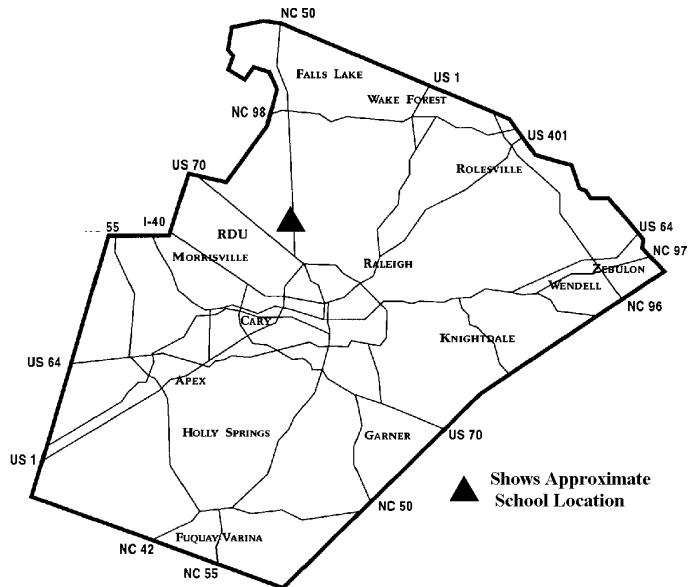 NC 50
FALLS LAKE
US 1
WAKE FOREST
NC 98
US 401
US 70
ROLESVILLE
I-40
55
RDU
US 64
MORRISVILLE
NC 97
RALEIGH
ZEBULON
WENDELL
NC 96
CARY
KNIGHTDALE
US 64
APEX
HOLLY SPRINGS
GARNER
US 70
US 1
Shows Approximate
School Location
NC 50
FUQUAY VARINA
NC 42
NC 55